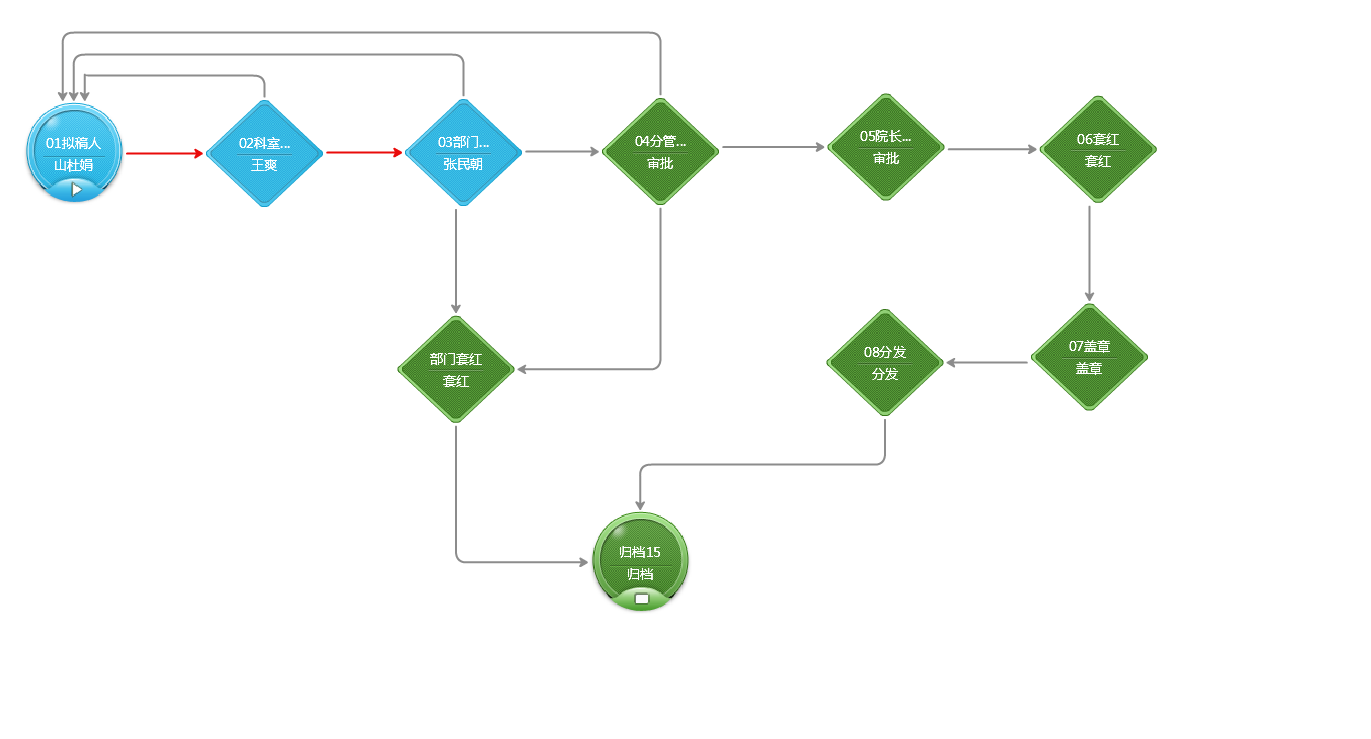 01拟稿人
山杜娟
02科室...
王爽
03部门...
张民朝
04分管...
审批
05院长...
审批
06套红
套红
部门套红
套红
08分发
分发
07盖章
盖章
归档15
归档